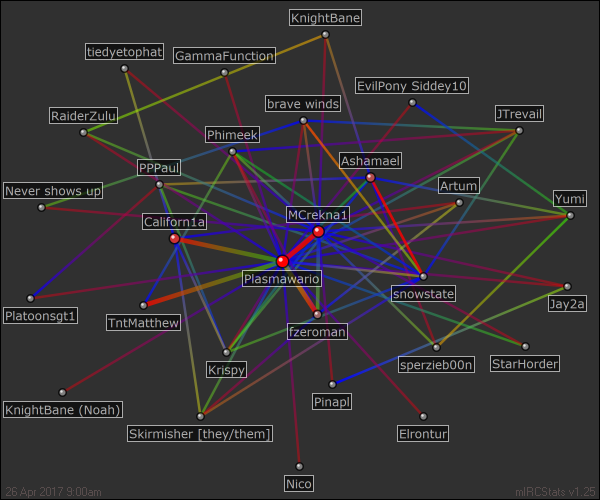 KnightBane
tiedyetophat
GammaFunction
EvilPony Siddey10
brave winds
RaiderZulu
JTrevail
Phimeek
Ashamael
PPPaul
Artum
Never shows up
Yumi
MCrekna1
Californ1a
Plasmawario
snowstate
Jay2a
Platoonsgt1
TntMatthew
fzeroman
StarHorder
sperzieb00n
Krispy
Pinapl
KnightBane (Noah)
Skirmisher [they/them]
Elrontur
Nico
26 Apr 2017 9:00am
mIRCStats v1.25